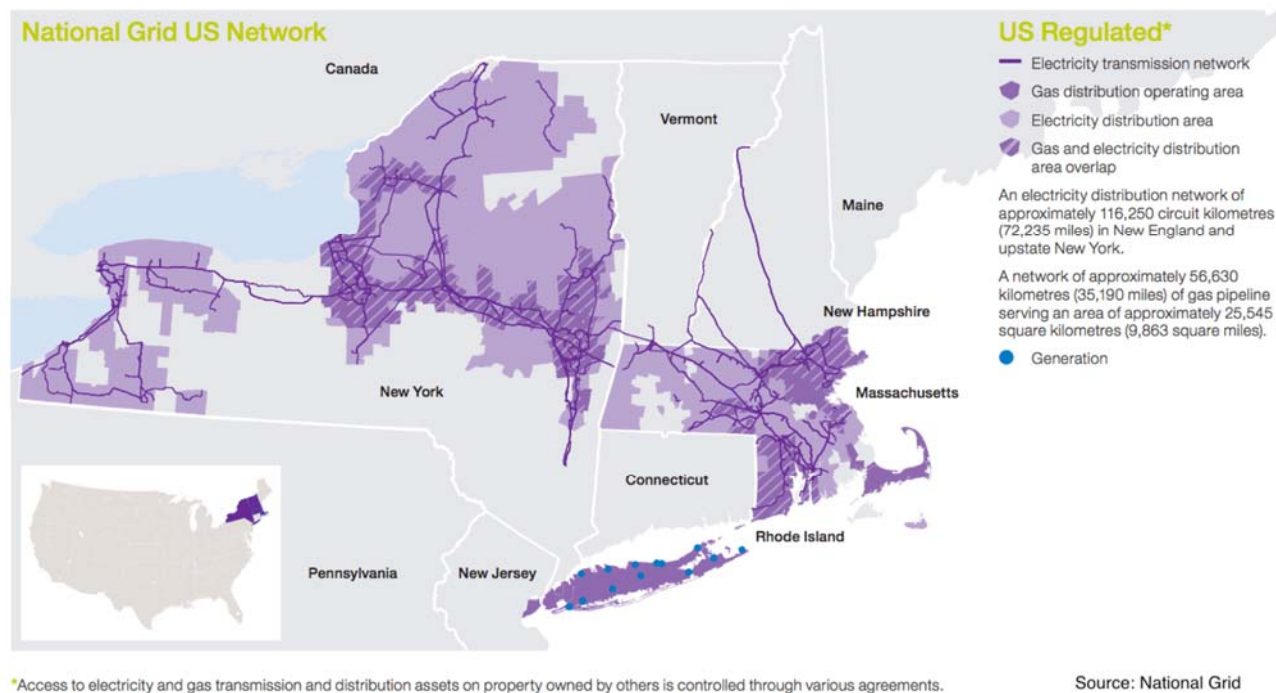 National Grid US Network
US Regulated*
Electricity transmission network
Gas distribution operating area
Electricity distribution area
Gas and electricity distribution
area overlap
An electricity distribution network of
approximately 116,250 circuit kilometres
(72,235 miles) in New England and
upstate New York.
A network of approximately 56,630
kilometres (35,190 miles) of gas pipeline
serving an area of approximately 25,545
square kilometres (9,863 square miles).
Generation
Canada
Vermont
Maine
New Hampshire
New York
Massachusetts
Connecticut
Rhode Island
Pennsylvania
New Jersey
*Access to electricity and gas transmission and distribution assets on property owned by others is controlled through various agreements.
Source: National Grid